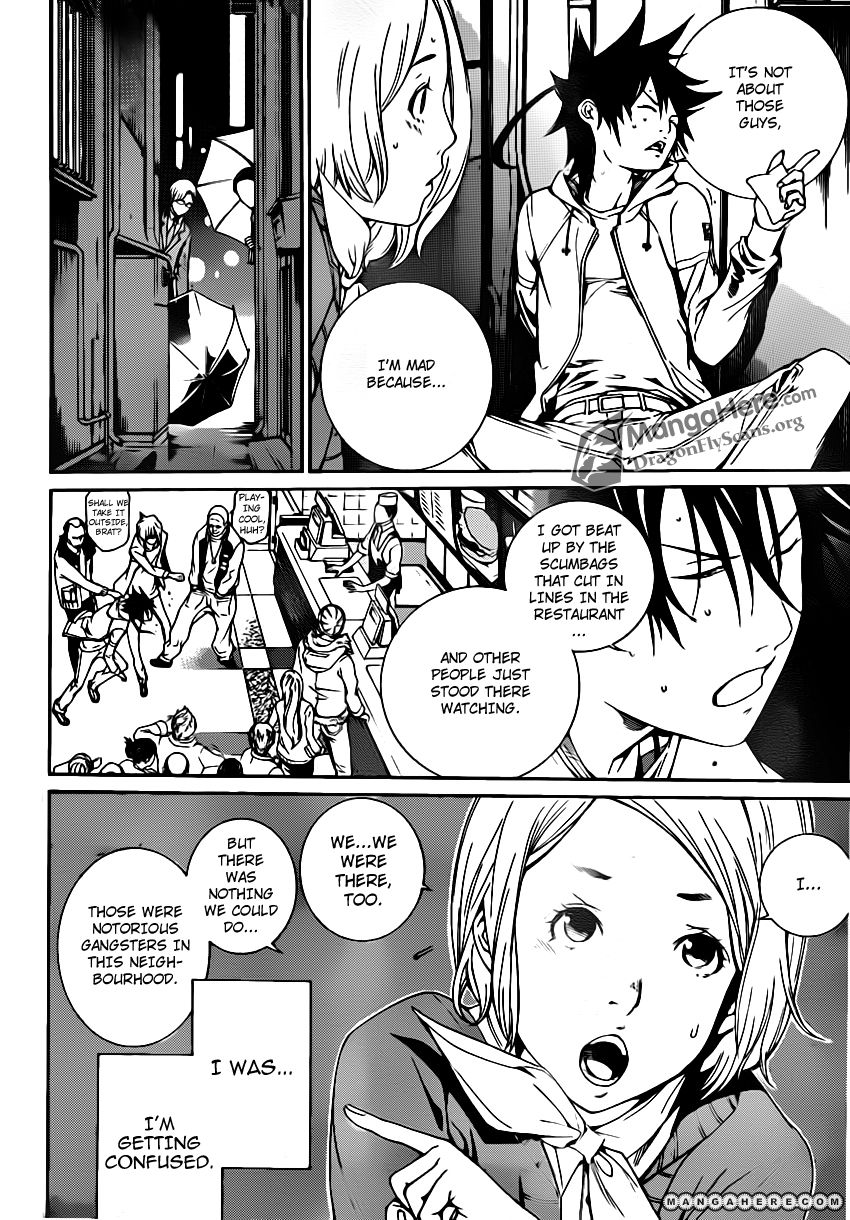 IT'S NOT
ABOUT
THOSE
GUYS,
I'M MAD
BECAUSE...
MangaHere.com
DragonFlyScans.org
I GOT BEAT
UP BY THE
SCUMBAGS
THAT CUT IN
LINES IN THE
RESTAURANT
...
AND OTHER
PEOPLE JUST
STOOD THERE
WATCHING.
PLAY-
ING
COOL,
HUH?
SHALL WE
TAKE IT
OUTSIDE,
BRAT?
I...
WE...WE
WERE
THERE,
TOO.
BUT
THERE
WAS
NOTHING
WE COULD
DO...
THOSE WERE
NOTORIOUS
GANGSTERS IN
THIS NEIGH-
BOURHOOD.
I WAS...
I'M
GETTING
CONFUSED.
MANGAHERE.COM